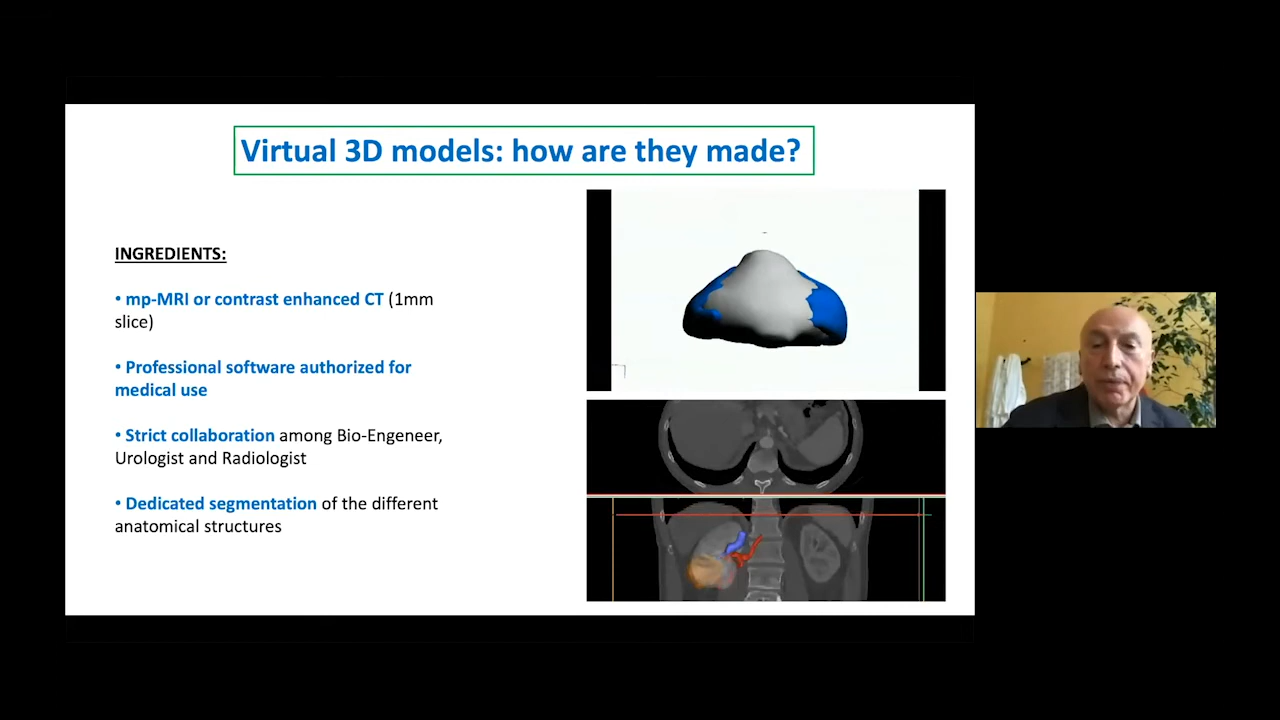 Virtual 3D models: how are they made?
INGREDIENTS:
• mp-MRI or contrast enhanced CT (1mm
slice)
• Professional software authorized for
medical use
• Strict collaboration among Bio-Engeneer,
Urologist and Radiologist
• Dedicated segmentation of the different
anatomical structures